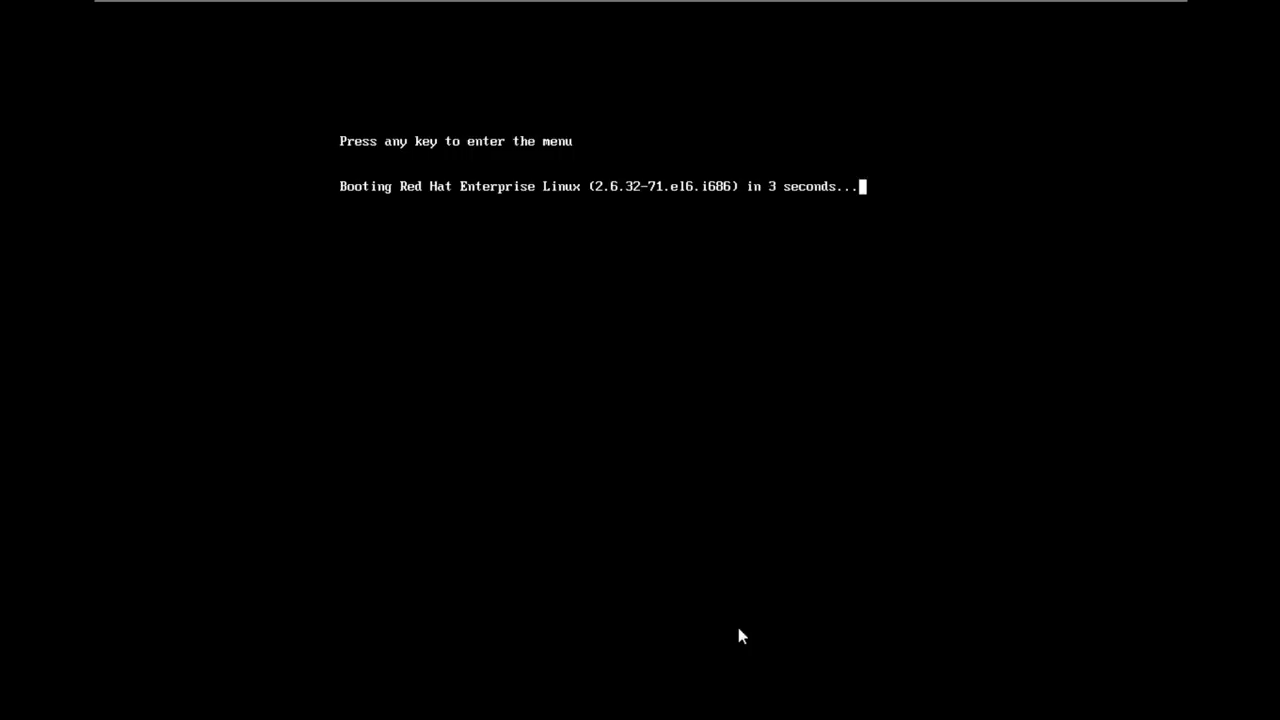 Press any key to enter the menu
Booting Red Hat Enterprise Linux (2.6.32-71.el6.i686) in 3 seconds...